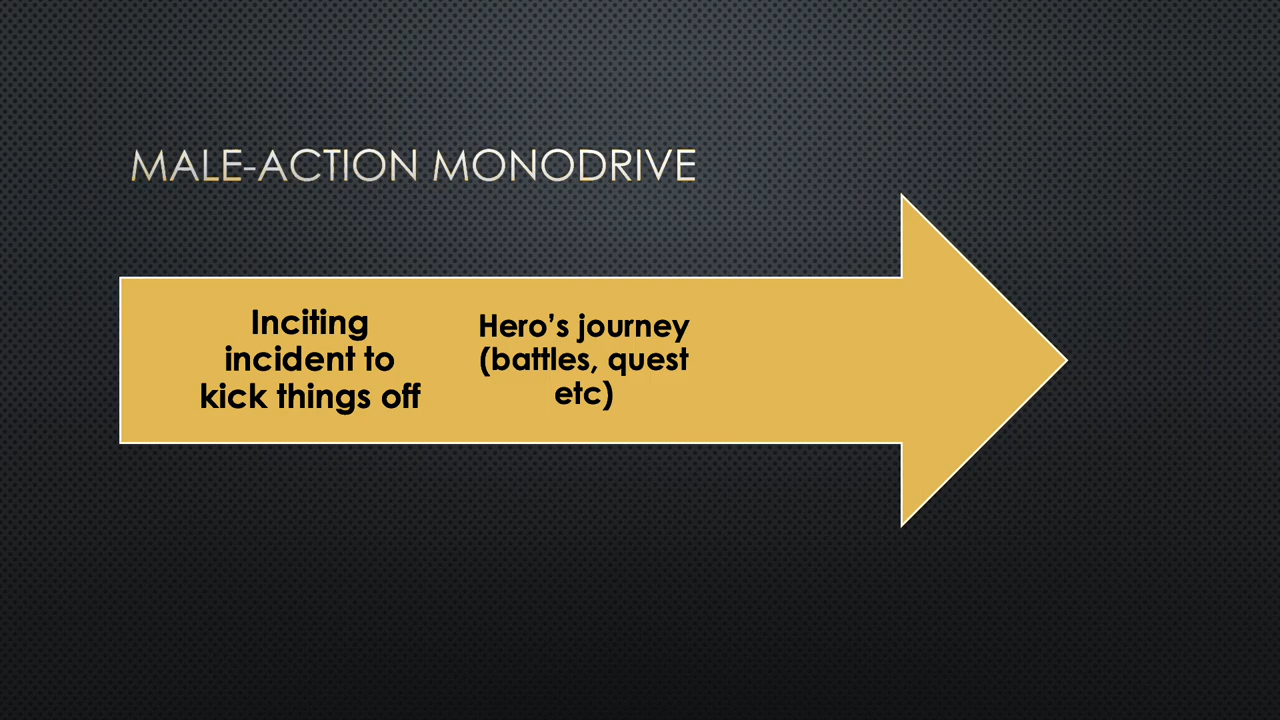 MALE-ACTION MONODRIVE
Inciting
incident to
kick things off
Hero’s journey
(battles, quest
etc)